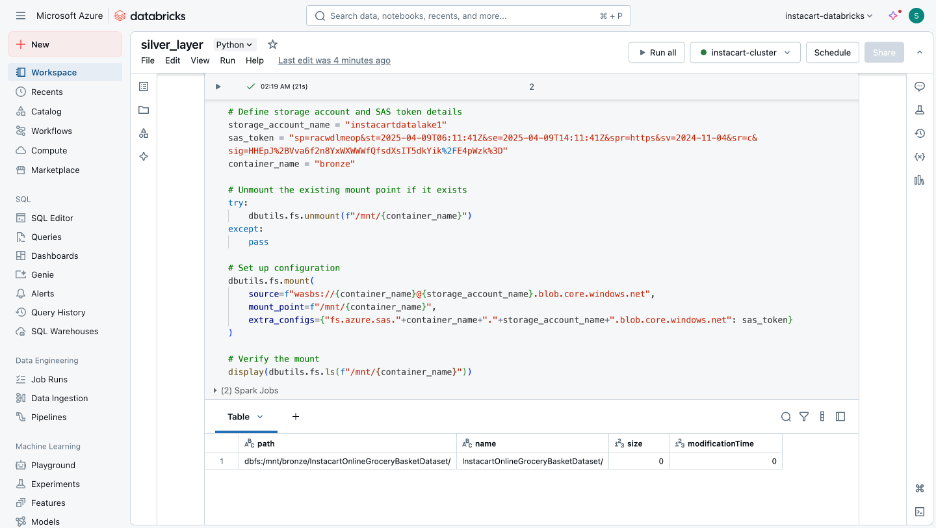 Microsoft Azure
databricks
Search data, notebooks, recents, and more...
⌘ + P
instacart-databricks
S
New
Workspace
Recents
Catalog
Workflows
Compute
Marketplace
SQL
SQL Editor
Queries
Dashboards
Genie
Alerts
Query History
SQL Warehouses
Data Engineering
Job Runs
Data Ingestion
Pipelines
Machine Learning
Playground
Experiments
Features
Models
silver_layer
Python
File Edit View Run Help Last edit was 4 minutes ago
Run all
instacart-cluster
Schedule
Share
02:19 AM (21s)
2
# Define storage account and SAS token details
storage_account_name = "instacartdatalake1"
sas_token = "sp=racwdlmeop&st=2025-04-09T06:11:41Z&se=2025-04-09T14:11:41Z&spr=https&sv=2024-11-04&sr=c&
sig=HHEpJ%2BVva6f2n8YxWXWWWfQfsdXsIT5dkYik%2FE4pWzk%3D"
container_name = "bronze"
# Unmount the existing mount point if it exists
try:
dbutils.fs.unmount(f"/mnt/{container_name}")
except:
pass
# Set up configuration
dbutils.fs.mount(
source=f"wasbs://{container_name}@{storage_account_name}.blob.core.windows.net",
mount_point=f"/mnt/{container_name}",
extra_configs={"fs.azure.sas."+container_name+"."+storage_account_name+".blob.core.windows.net": sas_token}
)
# Verify the mount
display(dbutils.fs.ls(f"/mnt/{container_name}"))
(2) Spark Jobs
Table
+
path name size modificationTime
1 dbfs:/mnt/bronze/InstacartOnlineGroceryBasketDataset/ InstacartOnlineGroceryBasketDataset/ 0 0